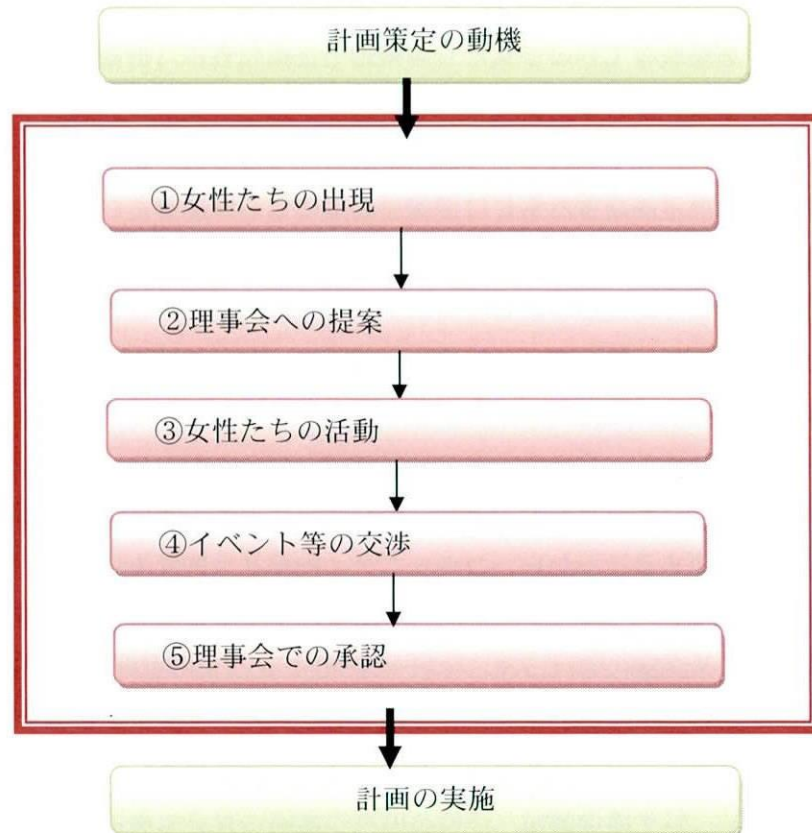 計画策定の動機
①女性たちの出現
②理事会への提案
③女性たちの活動
④イベント等の交渉
⑤理事会での承認
計画の実施